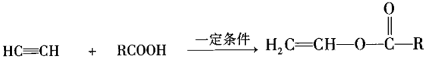 HC≡CH + RCOOH 一定条件 H₂C=CH—O—C—R
O